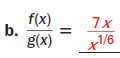 b. f(x)/g(x) = 7x/x^1/6